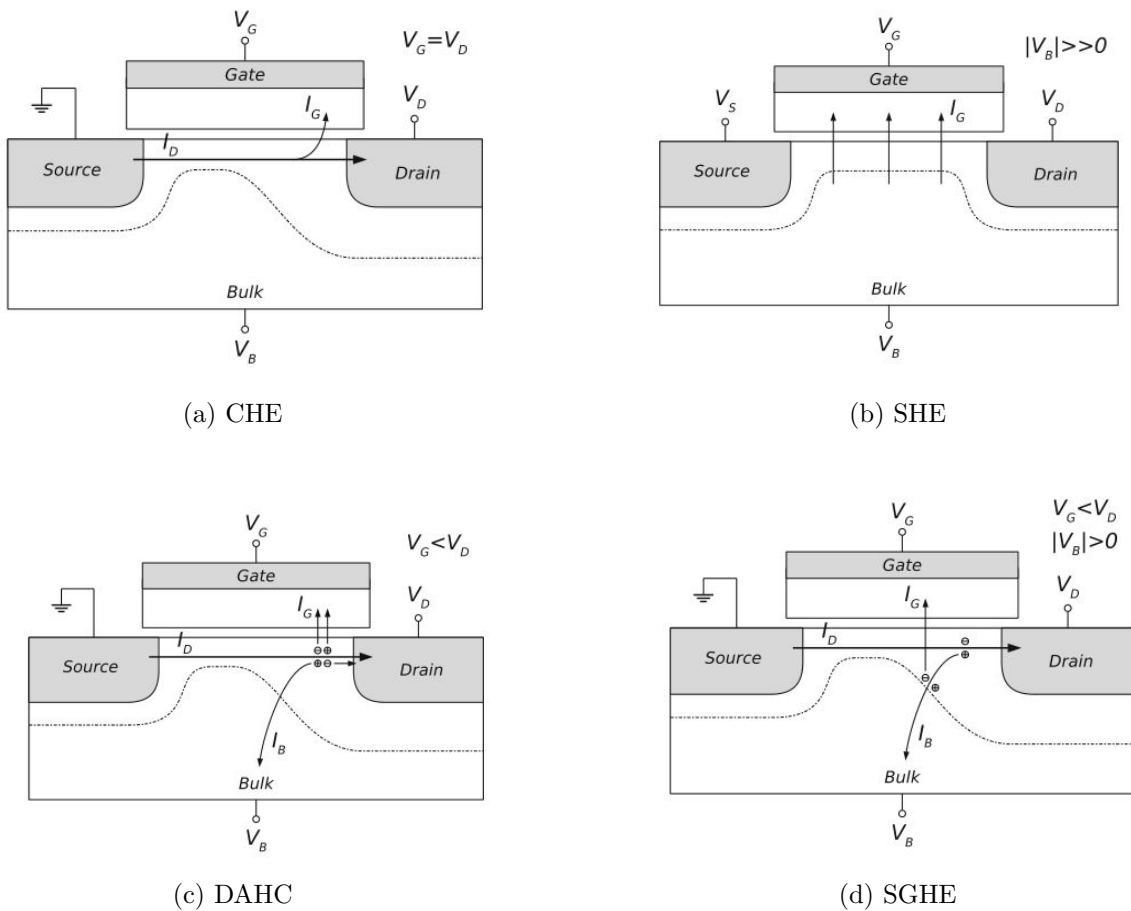 V_G
V_G=V_D
Gate
I_G
V_D
I_D
Source
Drain
Bulk
V_B
(a) CHE
V_G
|V_B|>>0
Gate
V_S
I_G
V_D
Source
Drain
Bulk
V_B
(b) SHE
V_G
V_G<V_D
Gate
I_G
V_D
I_D
⊖⊕
⊕⊖
Source
Drain
I_B
Bulk
V_B
(c) DAHC
V_G<V_D
V_G
|V_B|>0
Gate
I_G
V_D
I_D
⊖
⊕
Source
Drain
⊖
⊕
I_B
Bulk
V_B
(d) SGHE